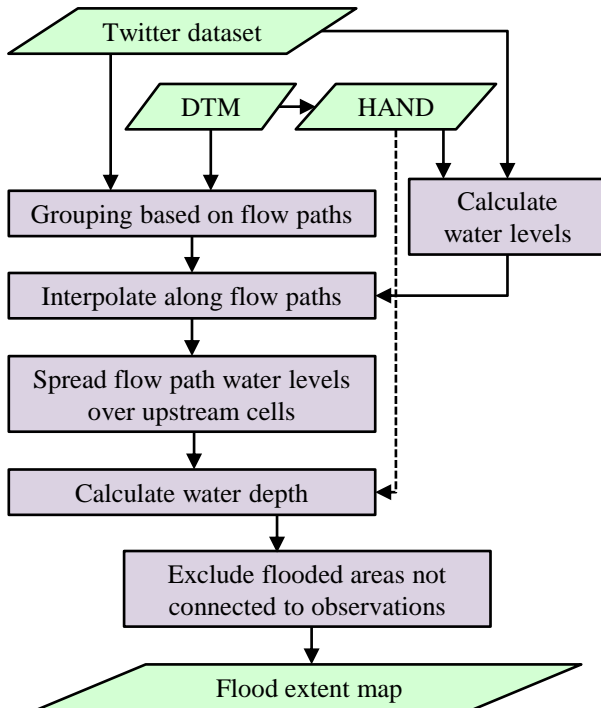 Twitter dataset
DTM
HAND
Grouping based on flow paths
Calculate
water levels
Interpolate along flow paths
Spread flow path water levels
over upstream cells
Calculate water depth
Exclude flooded areas not
connected to observations
Flood extent map